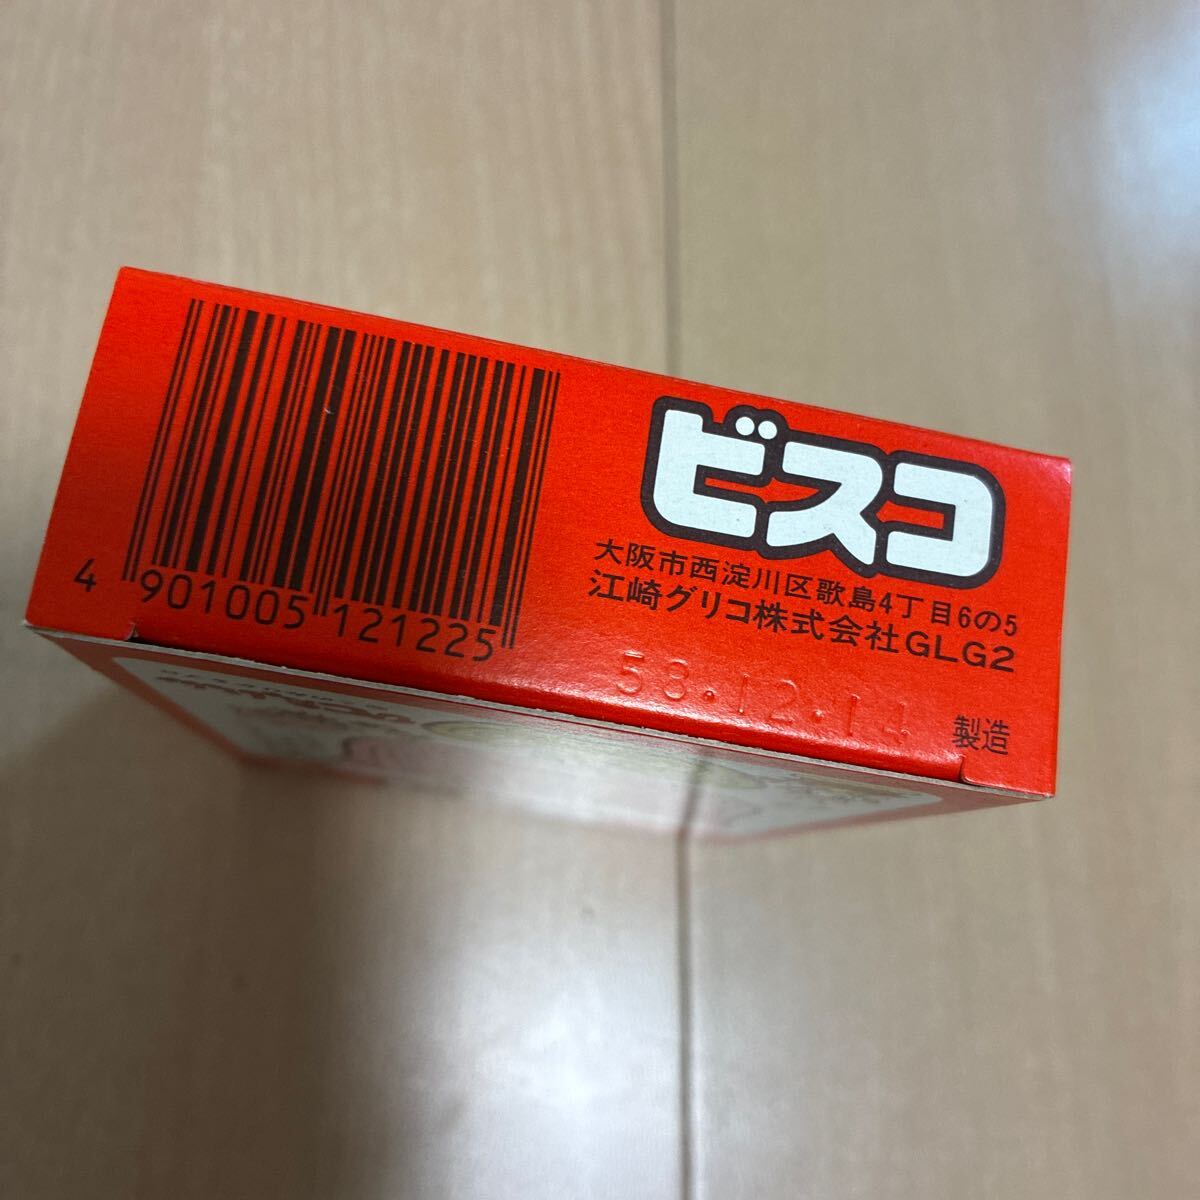 4 901005 121225
ビスコ
大阪市西淀川区歌島4丁目6の5
江崎グリコ株式会社GLG2
58.12.14 製造